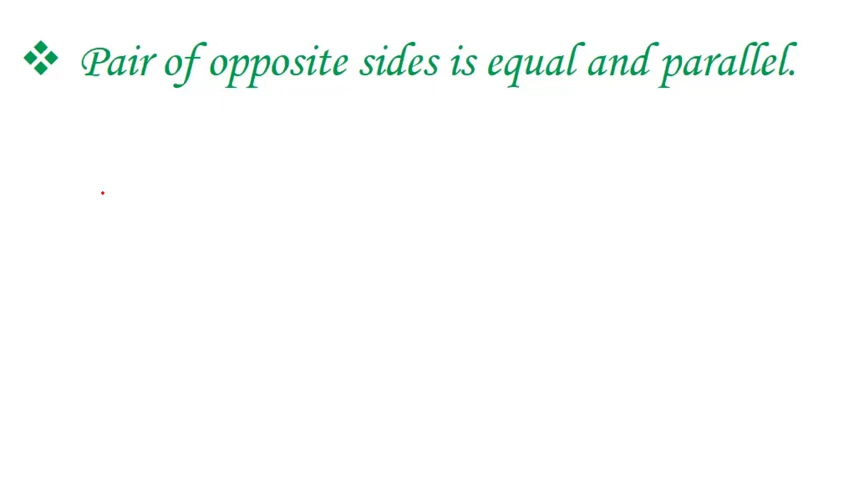 Pair of opposite sides is equal and parallel.